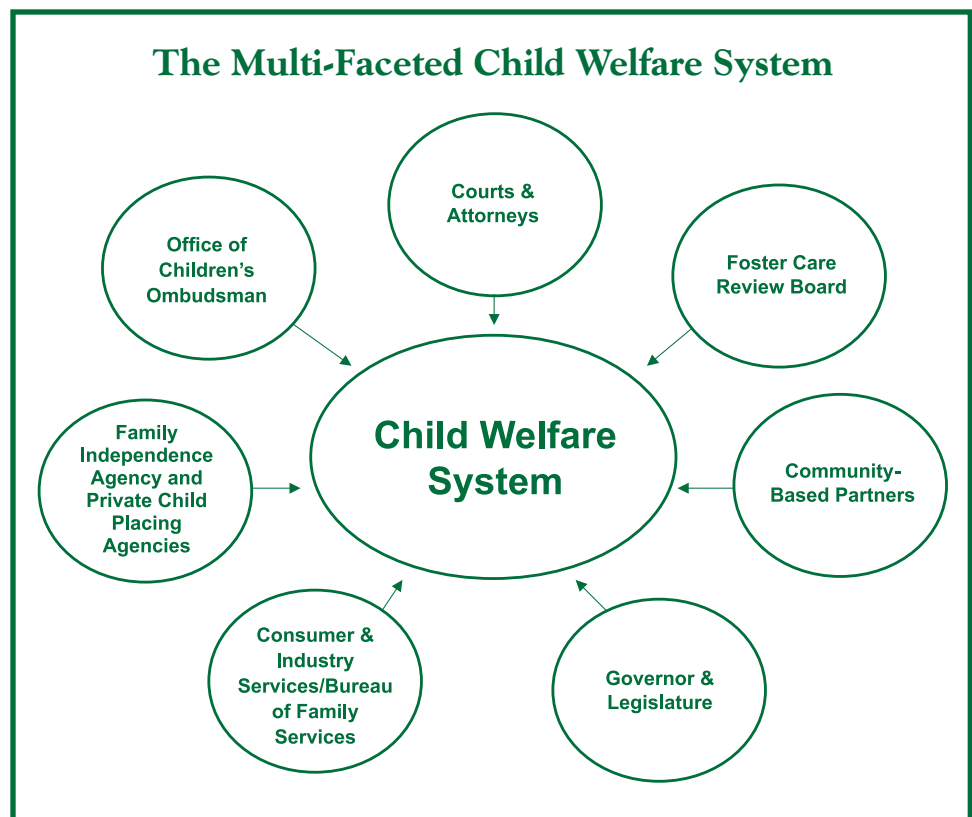 The Multi-Faceted Child Welfare System
Courts &
Attorneys
Office of
Children’s
Ombudsman
Foster Care
Review Board
Child Welfare
System
Family
Independence
Agency and
Private Child
Placing
Agencies
Community-
Based Partners
Consumer &
Industry
Services/Bureau
of Family
Services
Governor &
Legislature